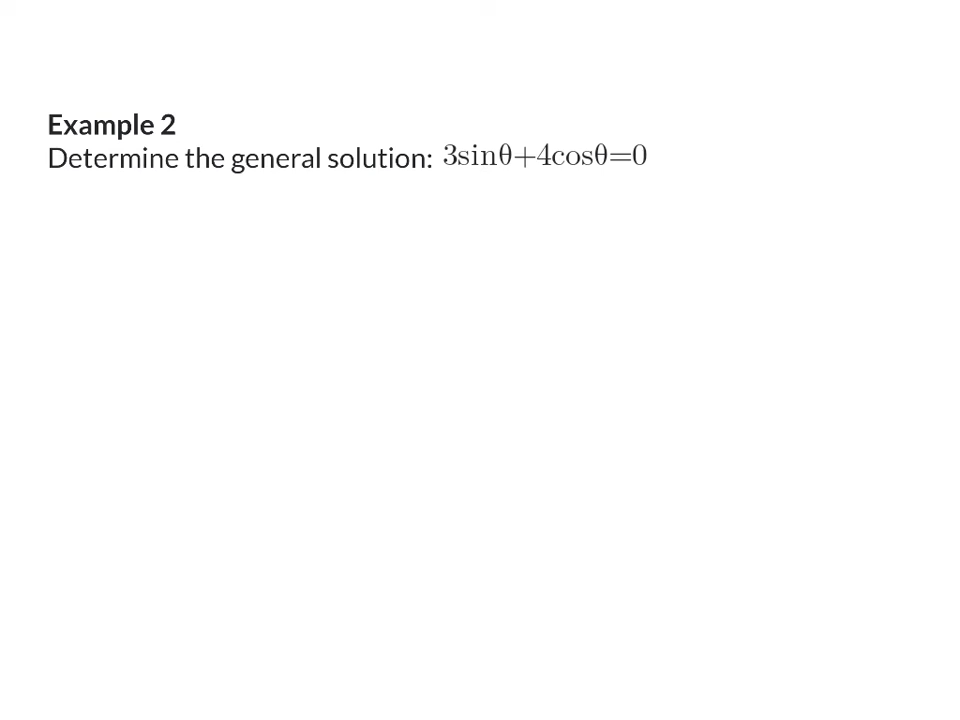 Example 2
Determine the general solution: 3sinθ+4cosθ=0